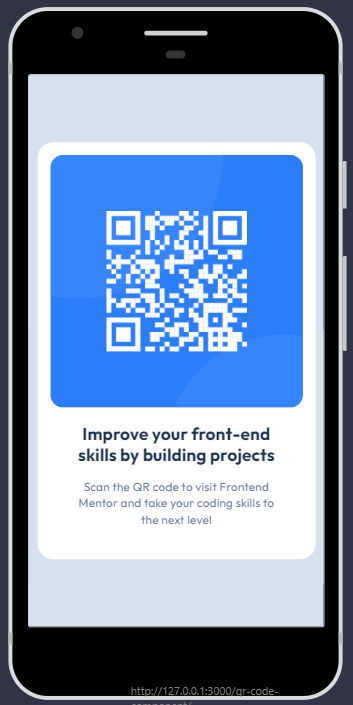 Improve your front-end
skills by building projects
Scan the QR code to visit Frontend
Mentor and take your coding skills to
the next level
http://127.0.0.1:3000/qr-code-
component/